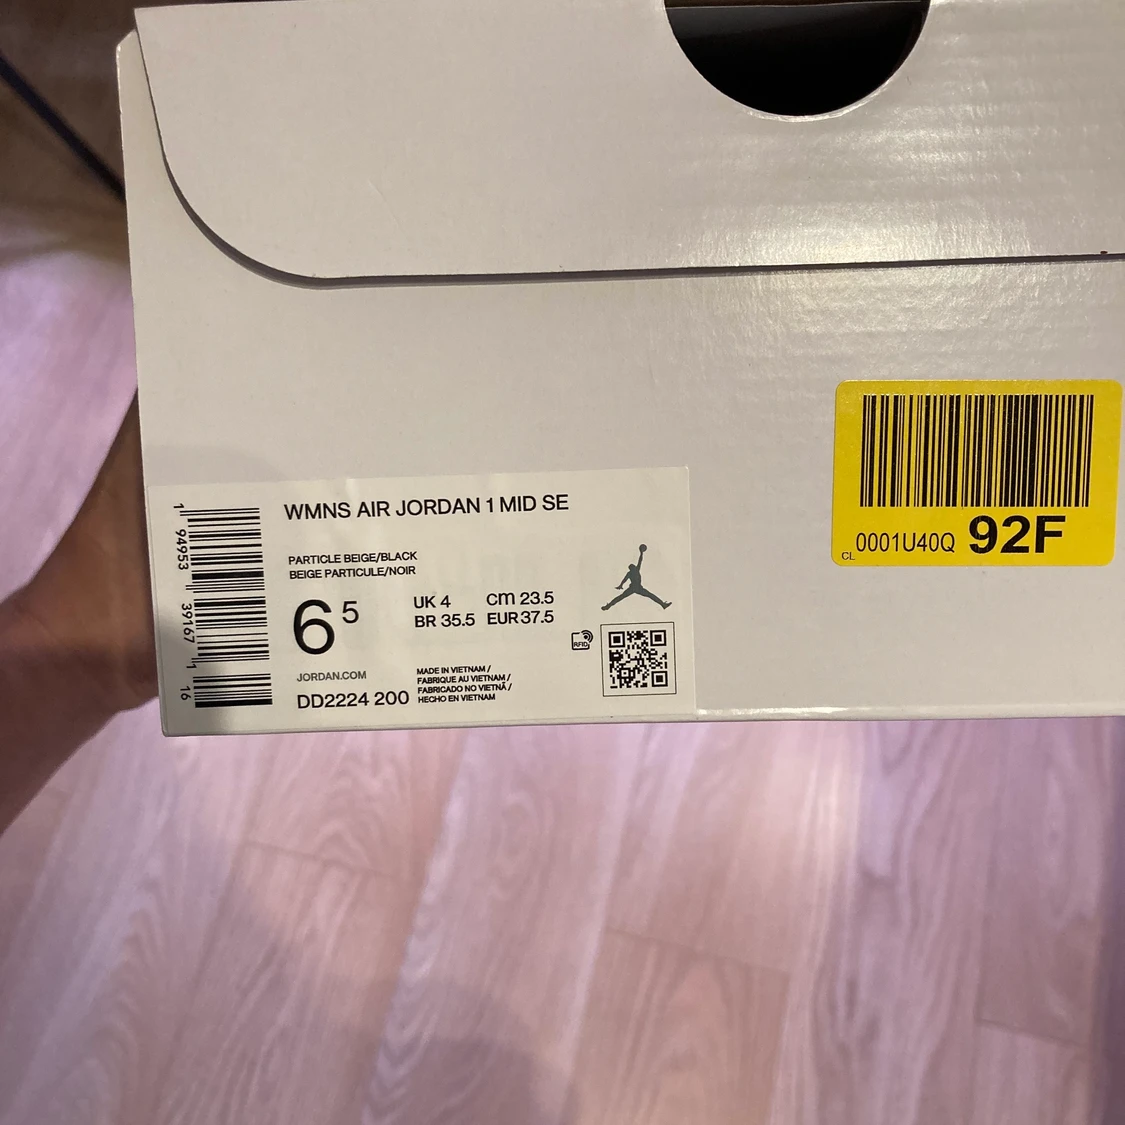 WMNS AIR JORDAN 1 MID SE
PARTICLE BEIGE/BLACK
BEIGE PARTICULE/NOIR
6 5
UK 4 cm 23.5
BR 35.5 EUR 37.5
RFID
JORDAN.COM
DD2224 200
MADE IN VIETNAM /
FABRIQUE AU VIETNAM /
FABRICADO NO VIETNÃ /
HECHO EN VIETNAM
1 94953 39167 1 16
CL 0001U40Q 92F